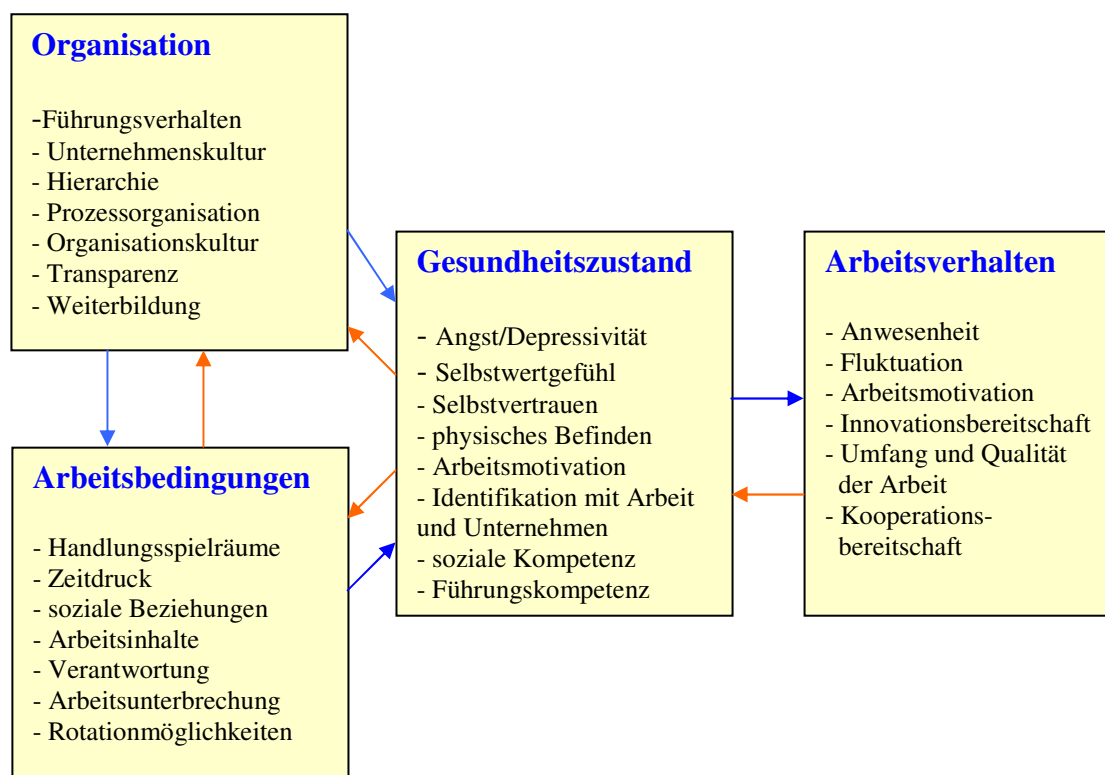 Organisation
-Führungsverhalten
- Unternehmenskultur
- Hierarchie
- Prozessorganisation
- Organisationskultur
- Transparenz
- Weiterbildung
Arbeitsbedingungen
- Handlungsspielräume
- Zeitdruck
- soziale Beziehungen
- Arbeitsinhalte
- Verantwortung
- Arbeitsunterbrechung
- Rotationmöglichkeiten
Gesundheitszustand
- Angst/Depressivität
- Selbstwertgefühl
- Selbstvertrauen
- physisches Befinden
- Arbeitsmotivation
- Identifikation mit Arbeit
und Unternehmen
- soziale Kompetenz
- Führungskompetenz
Arbeitsverhalten
- Anwesenheit
- Fluktuation
- Arbeitsmotivation
- Innovationsbereitschaft
- Umfang und Qualität
der Arbeit
- Kooperations-
bereitschaft